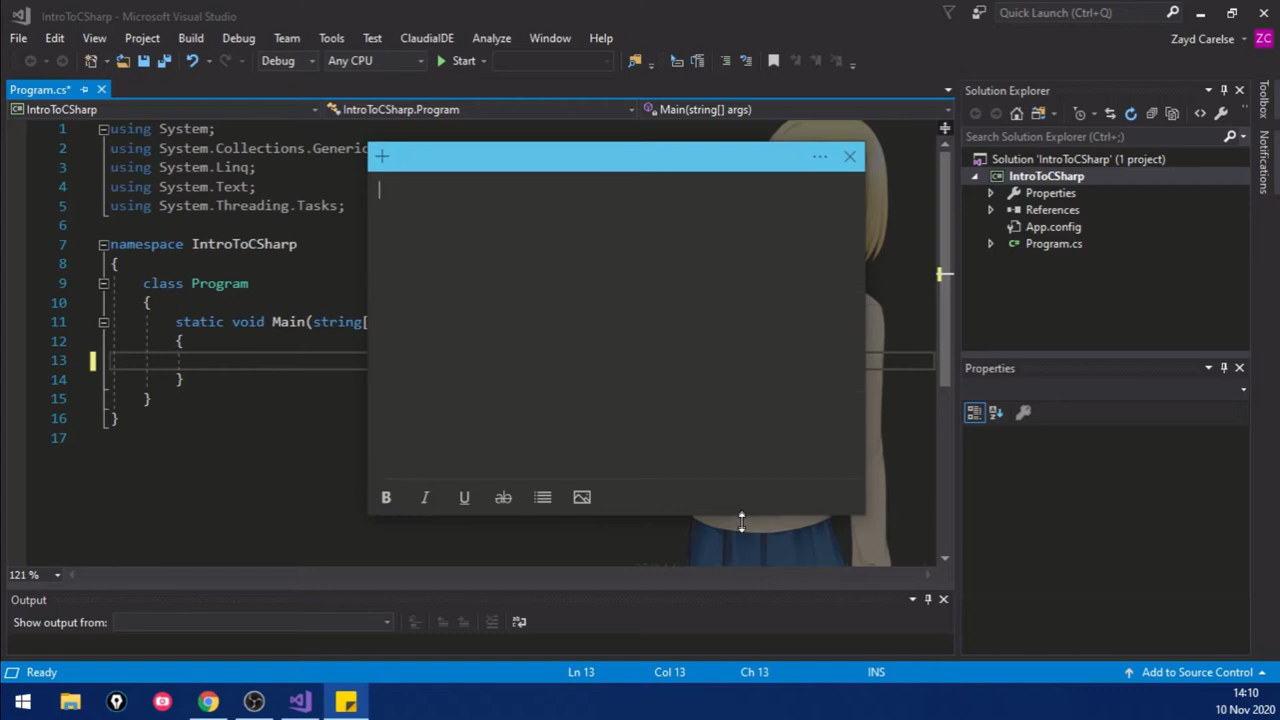 IntroToCSharp - Microsoft Visual Studio
Quick Launch (Ctrl+Q)
File Edit View Project Build Debug Team Tools Test ClaudiaIDE Analyze Window Help
Zayd Carelse
ZC
Debug Any CPU Start
Program.cs*
IntroToCSharp IntroToCSharp.Program Main(string[] args)
1 using System;
2 using System.Collections.Generic
3 using System.Linq;
4 using System.Text;
5 using System.Threading.Tasks;
6
7 namespace IntroToCSharp
8 {
9 class Program
10 {
11 static void Main(string[
12 {
13
14 }
15 }
16 }
17
B I U ab
121 %
Output
Show output from:
Solution Explorer
Search Solution Explorer (Ctrl+;)
Solution 'IntroToCSharp' (1 project)
IntroToCSharp
Properties
References
App.config
Program.cs
Properties
Toolbox
Notifications
Ready Ln 13 Col 13 Ch 13 INS Add to Source Control
14:10
10 Nov 2020